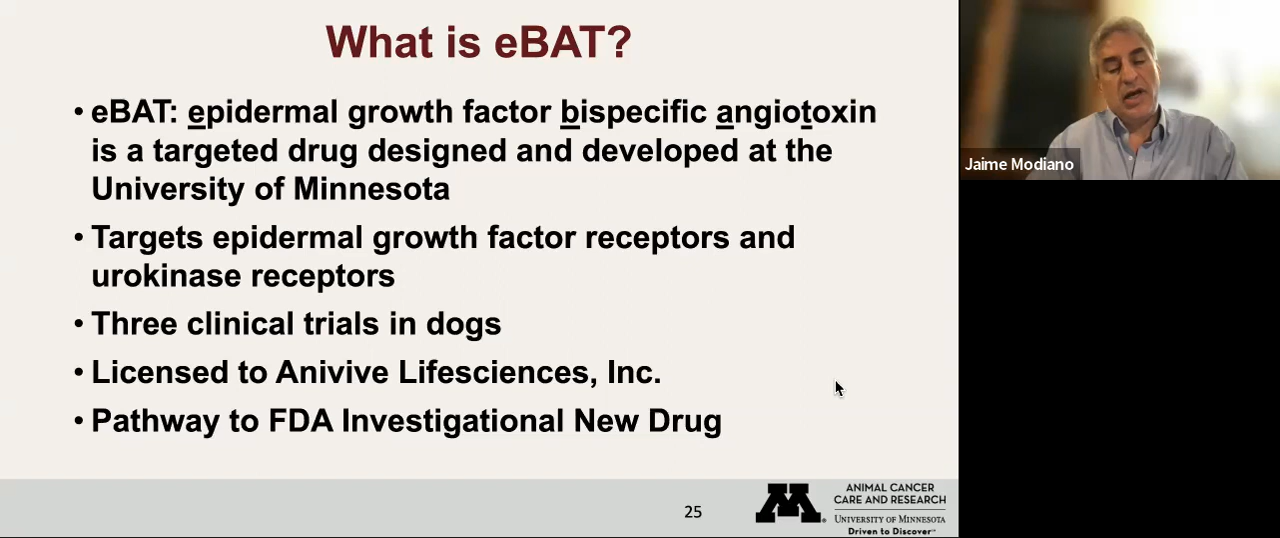 What is eBAT?
• eBAT: epidermal growth factor bispecific angiotoxin
is a targeted drug designed and developed at the
University of Minnesota
• Targets epidermal growth factor receptors and
urokinase receptors
• Three clinical trials in dogs
• Licensed to Anivive Lifesciences, Inc.
• Pathway to FDA Investigational New Drug
25
M
ANIMAL CANCER
CARE AND RESEARCH
UNIVERSITY OF MINNESOTA
Driven to Discover℠
Jaime Modiano